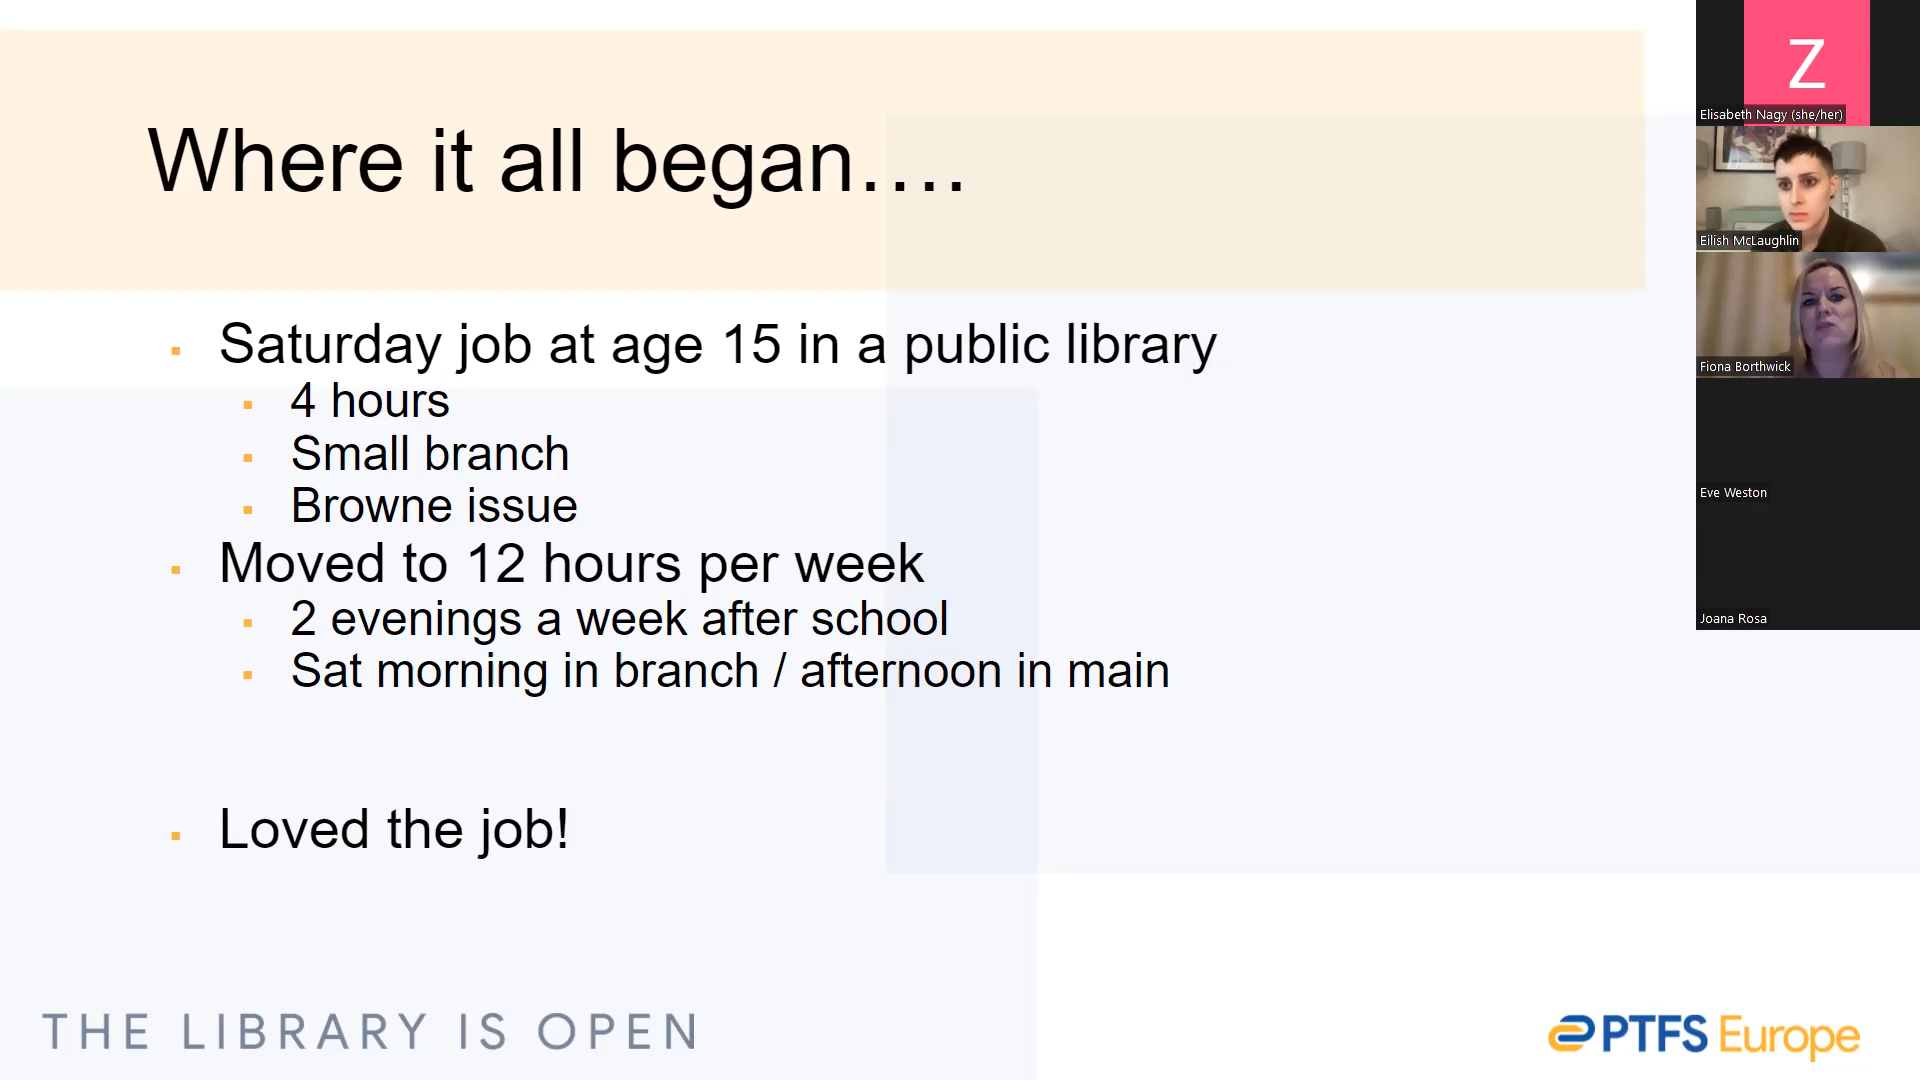 Where it all began….
Saturday job at age 15 in a public library
4 hours
Small branch
Browne issue
Moved to 12 hours per week
2 evenings a week after school
Sat morning in branch / afternoon in main
Loved the job!
THE LIBRARY IS OPEN
PTFS Europe
Z
Elisabeth Nagy (she/her)
Eilish McLaughlin
Fiona Borthwick
Eve Weston
Joana Rosa